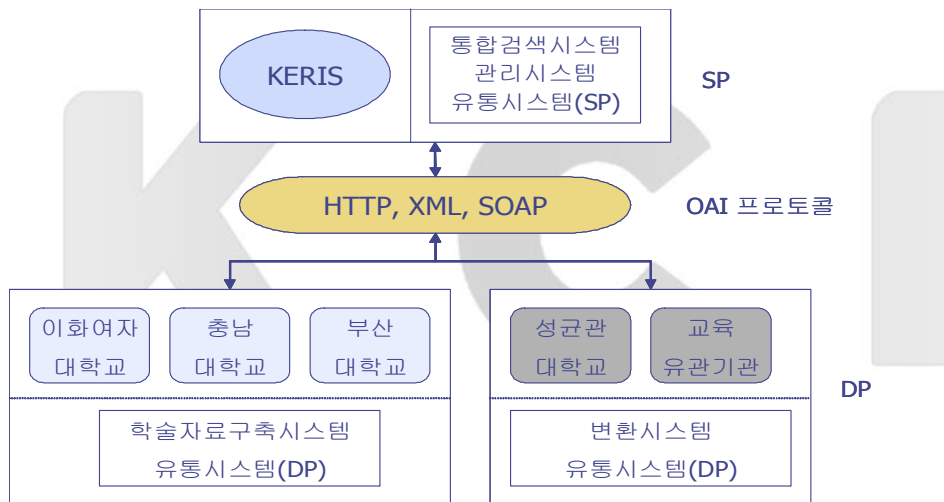 KERIS
통합검색시스템
관리시스템
유통시스템(SP)
SP
HTTP, XML, SOAP
OAI 프로토콜
이화여자
대학교
충남
대학교
부산
대학교
성균관
대학교
교육
유관기관
DP
학술자료구축시스템
유통시스템(DP)
변환시스템
유통시스템(DP)
K C I